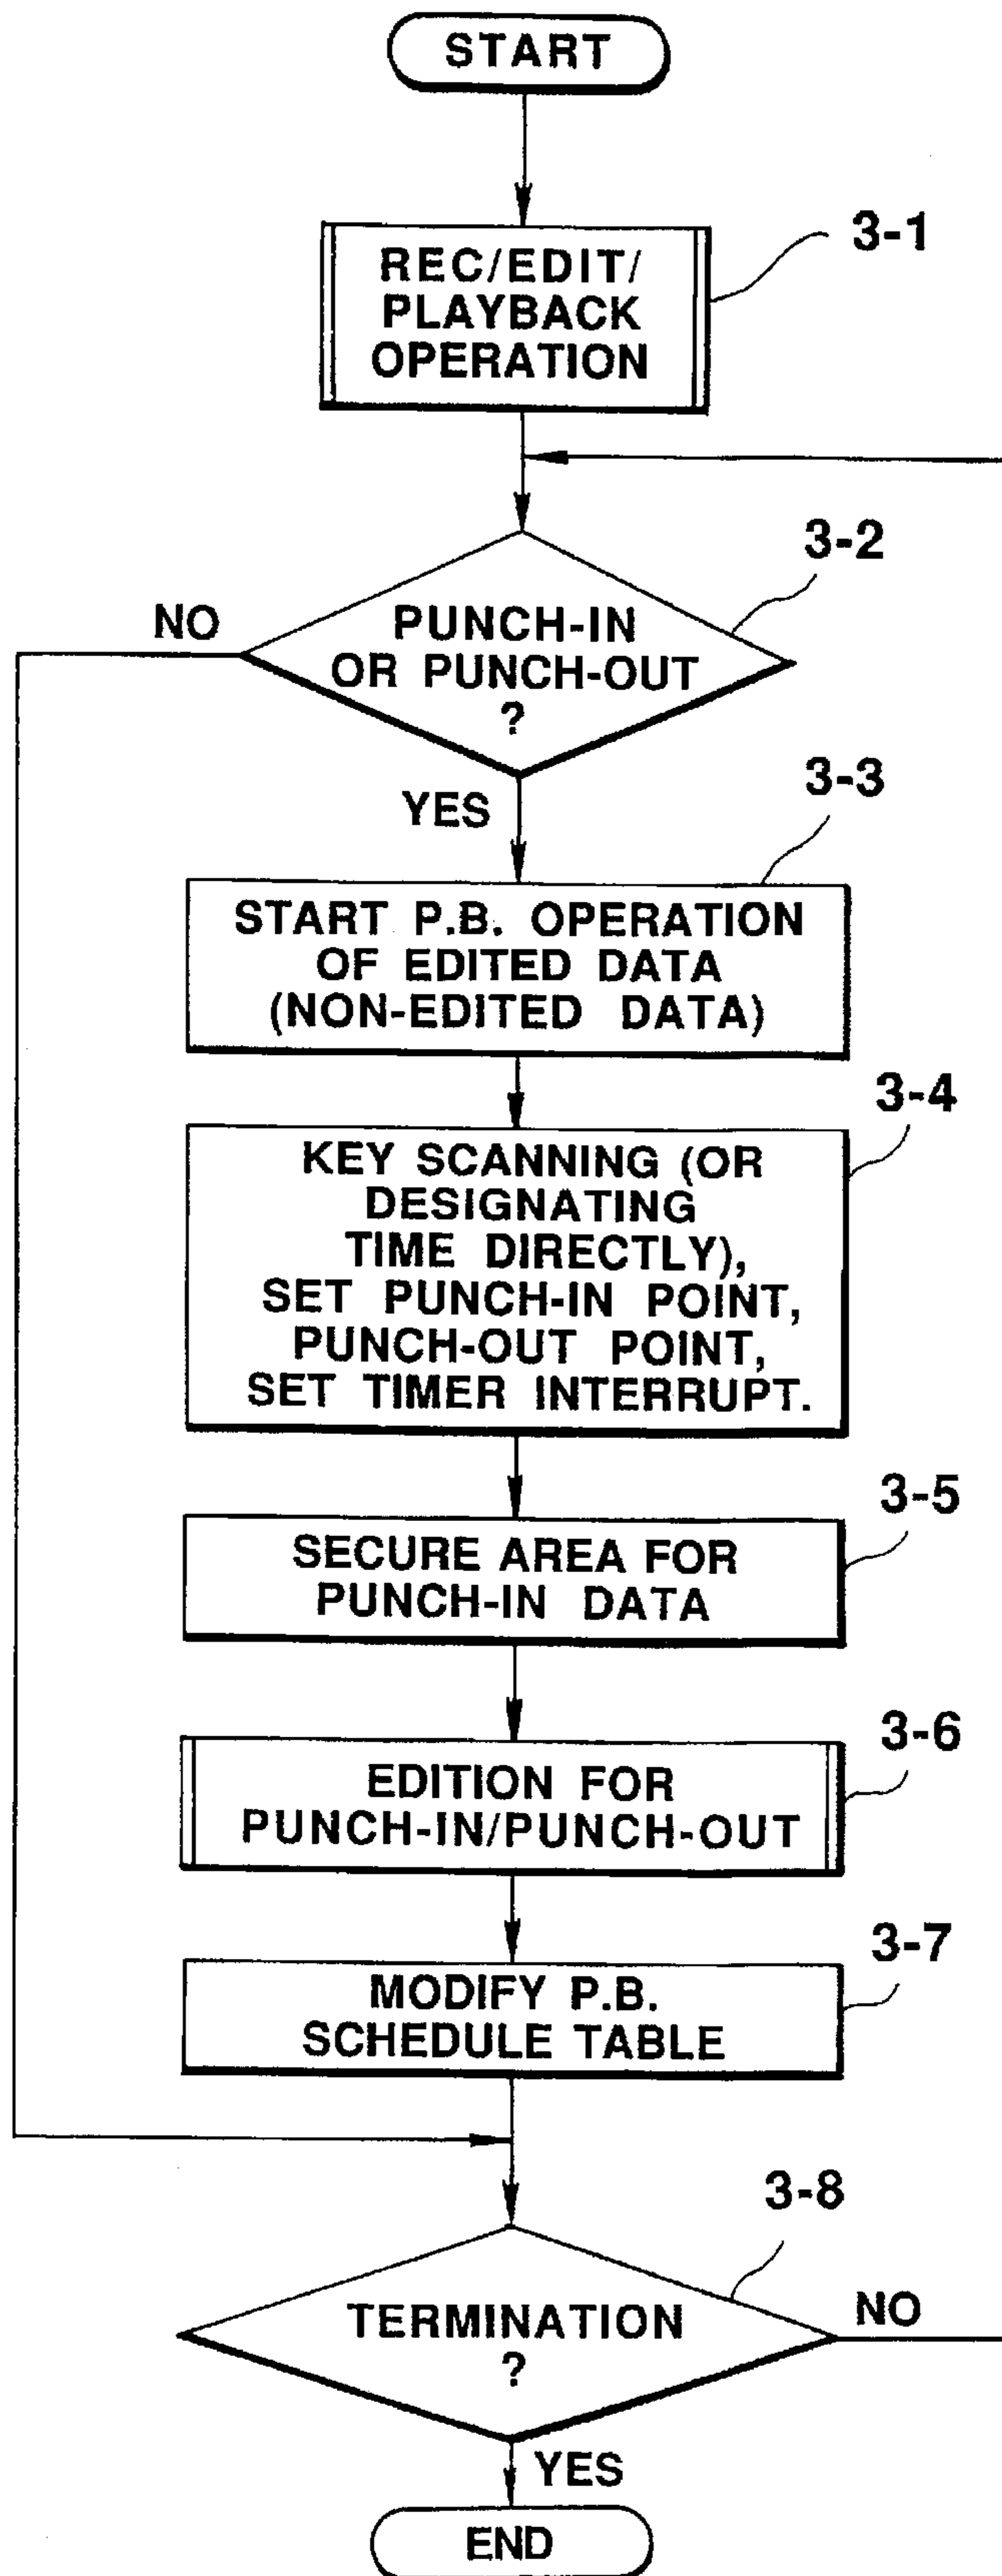 START
3-1
REC/EDIT/
PLAYBACK
OPERATION
3-2
NO
PUNCH-IN
OR PUNCH-OUT
?
YES
3-3
START P.B. OPERATION
OF EDITED DATA
(NON-EDITED DATA)
3-4
KEY SCANNING (OR
DESIGNATING
TIME DIRECTLY),
SET PUNCH-IN POINT,
PUNCH-OUT POINT,
SET TIMER INTERRUPT.
3-5
SECURE AREA FOR
PUNCH-IN DATA
3-6
EDITION FOR
PUNCH-IN/PUNCH-OUT
3-7
MODIFY P.B.
SCHEDULE TABLE
3-8
TERMINATION
?
NO
YES
END